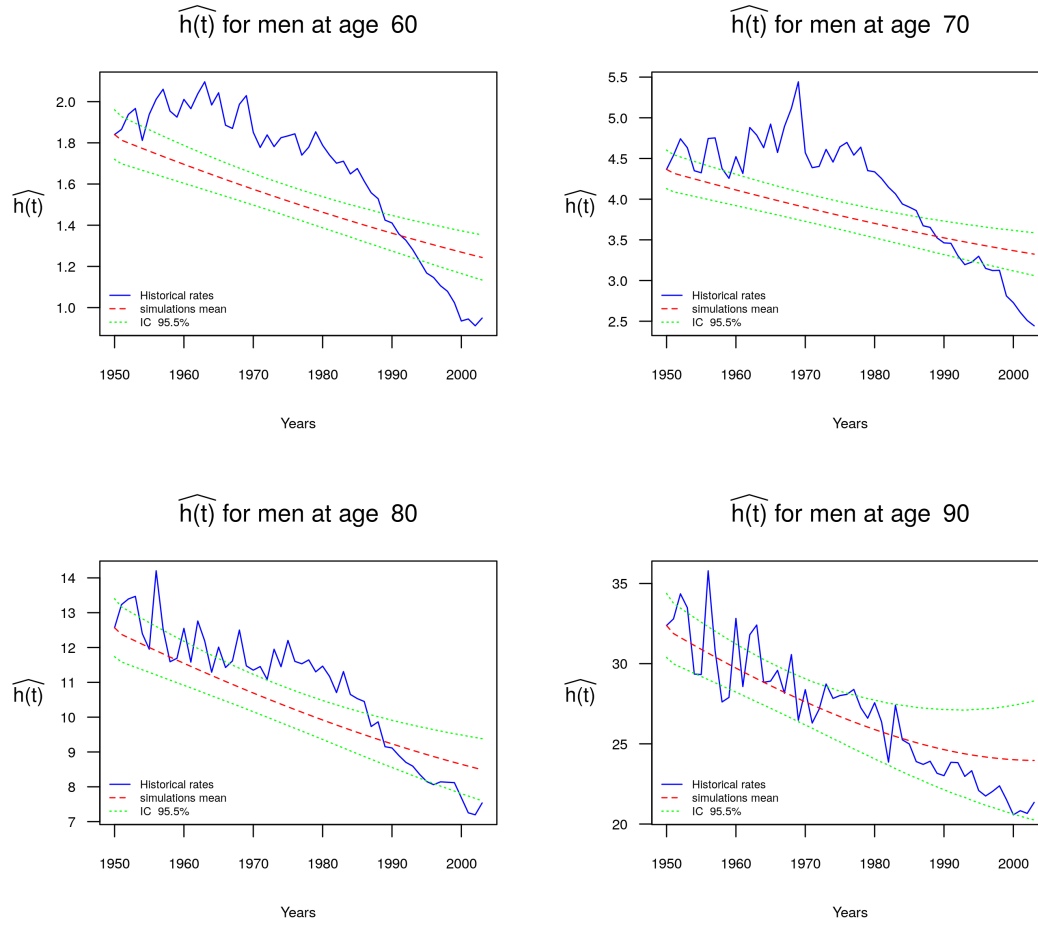 h(t) for men at age 60
2.0
1.8
1.6
h(t)
1.4
1.2
1.0
Historical rates
simulations mean
IC 95.5%
1950 1960 1970 1980 1990 2000
Years
h(t) for men at age 70
5.5
5.0
4.5
4.0
h(t)
3.5
3.0
2.5
Historical rates
simulations mean
IC 95.5%
1950 1960 1970 1980 1990 2000
Years
h(t) for men at age 80
14
13
12
11
h(t)
10
9
8
7
Historical rates
simulations mean
IC 95.5%
1950 1960 1970 1980 1990 2000
Years
h(t) for men at age 90
35
30
h(t)
25
20
Historical rates
simulations mean
IC 95.5%
1950 1960 1970 1980 1990 2000
Years